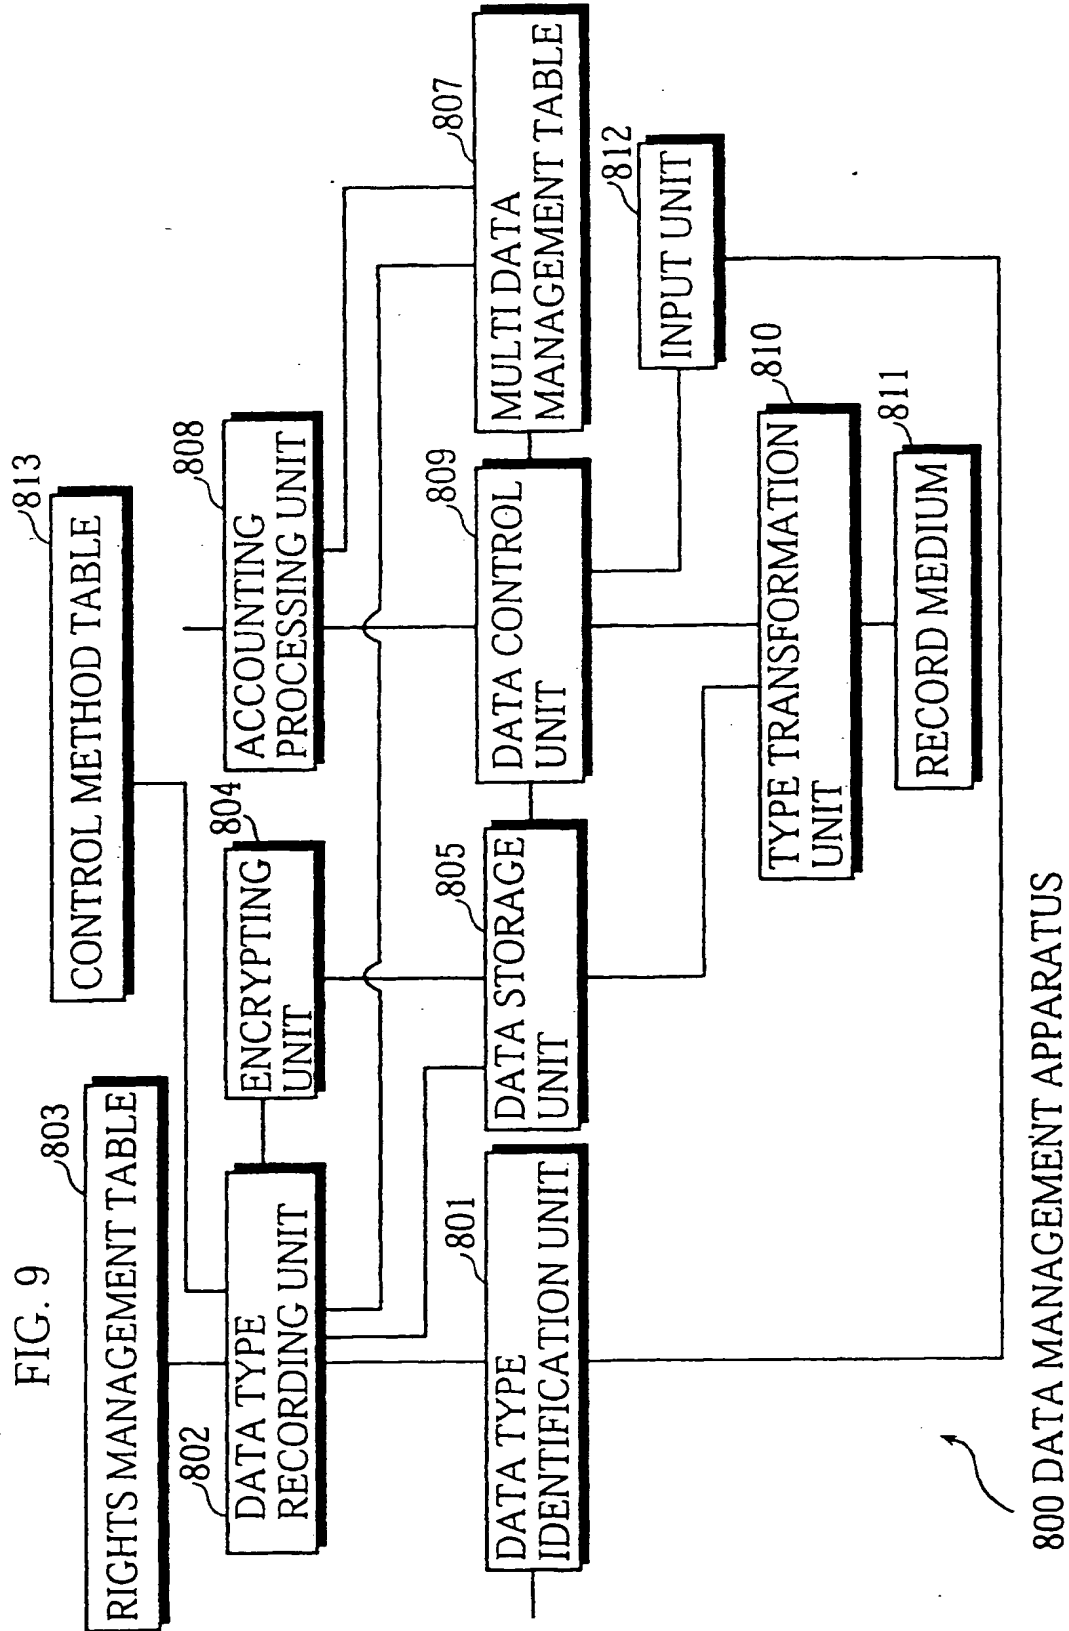 FIG. 9
803
RIGHTS MANAGEMENT TABLE
813
CONTROL METHOD TABLE
802
DATA TYPE
RECORDING UNIT
804
ENCRYPTING
UNIT
808
ACCOUNTING
PROCESSING UNIT
801
DATA TYPE
IDENTIFICATION UNIT
805
DATA STORAGE
UNIT
809
DATA CONTROL
UNIT
807
MULTI DATA
MANAGEMENT TABLE
812
INPUT UNIT
810
TYPE TRANSFORMATION
UNIT
811
RECORD MEDIUM
800 DATA MANAGEMENT APPARATUS